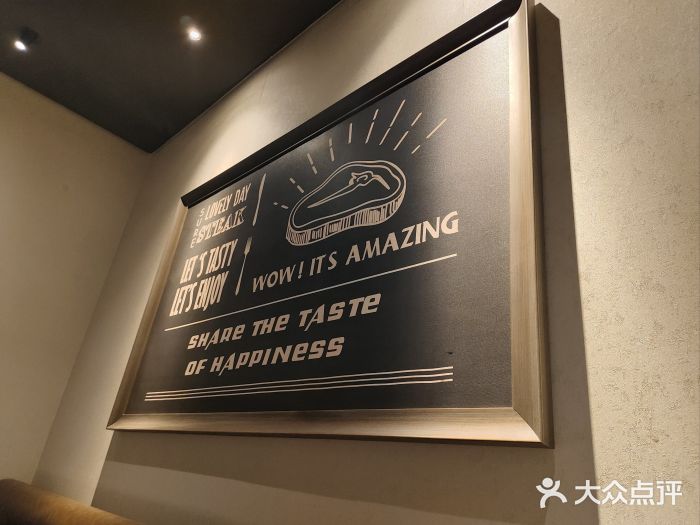 LOVELY DAY
STEAK
LET'S TASTY
LET'S ENJOY
WOW! ITS AMAZING
SHARE THE TASTE
OF HAPPINESS
大众点评